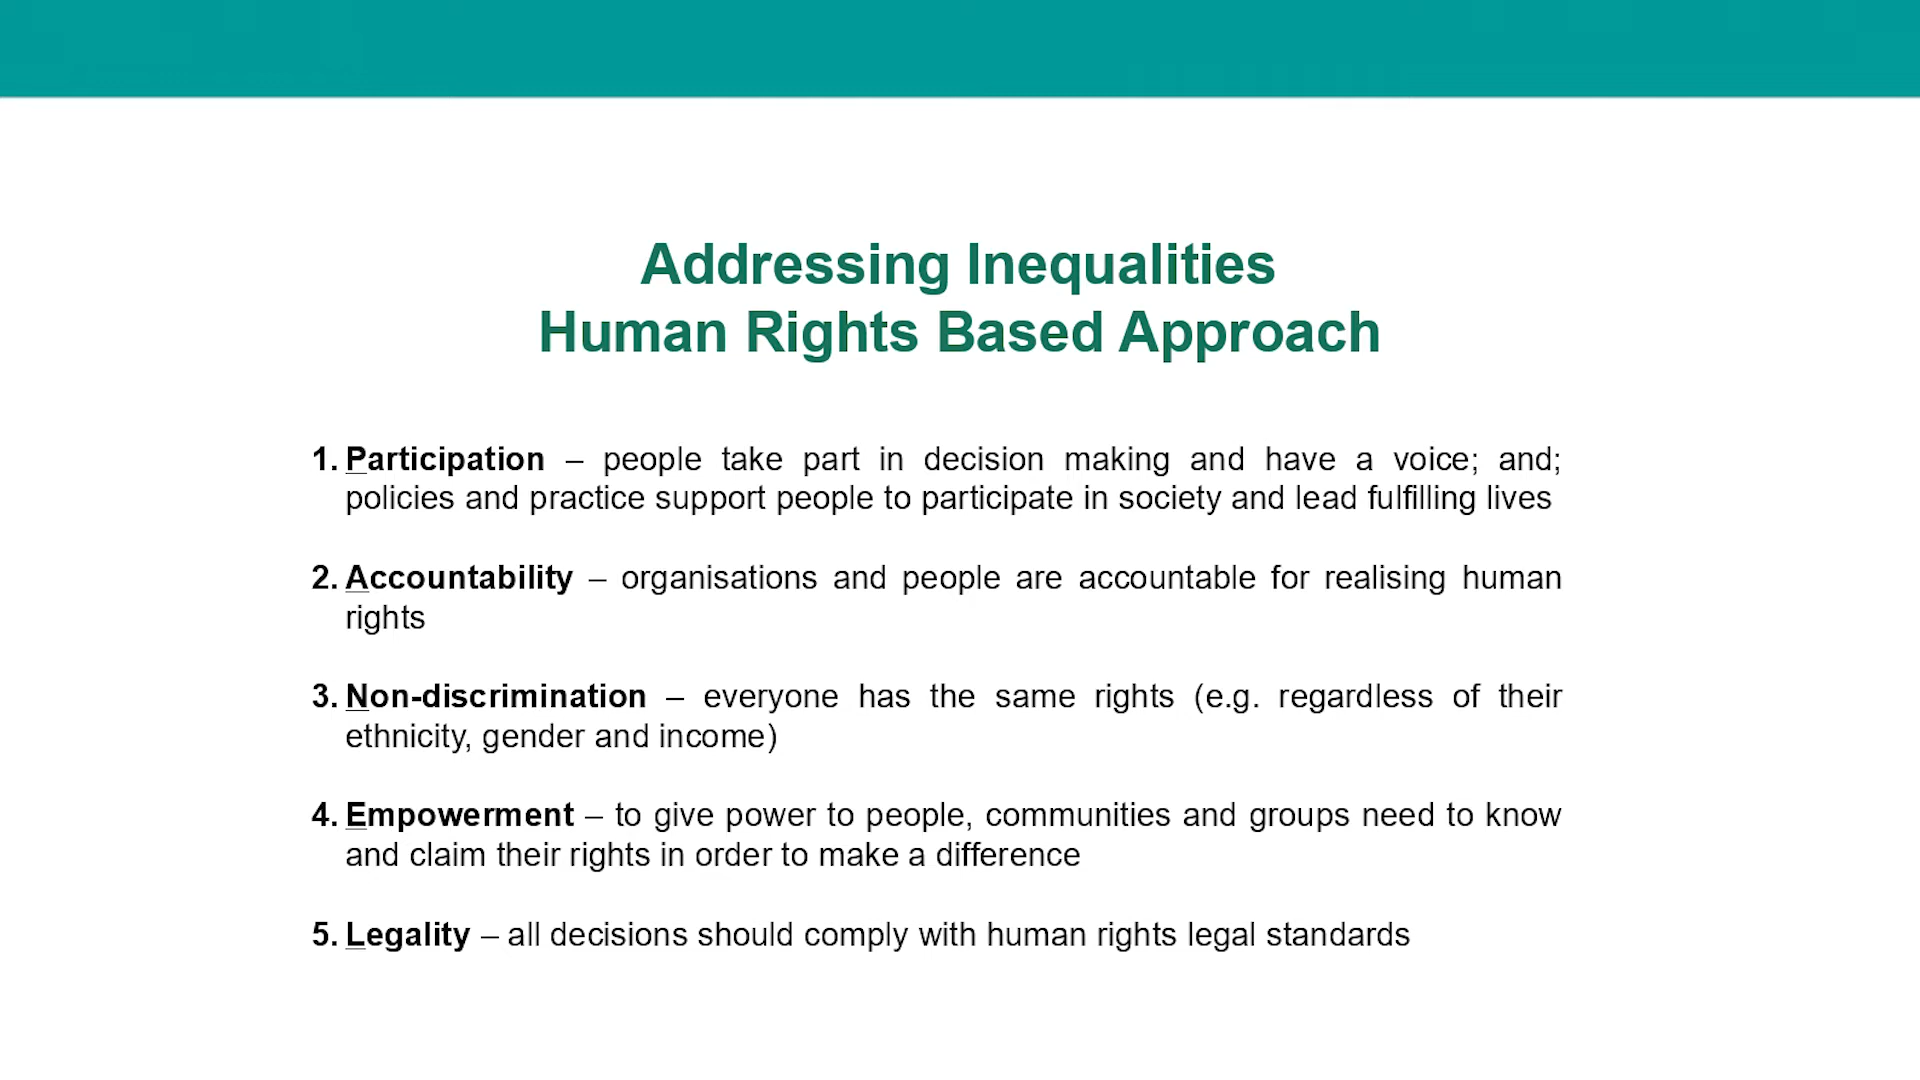 Addressing Inequalities
Human Rights Based Approach
1. Participation – people take part in decision making and have a voice; and;
policies and practice support people to participate in society and lead fulfilling lives
2. Accountability – organisations and people are accountable for realising human
rights
3. Non-discrimination – everyone has the same rights (e.g. regardless of their
ethnicity, gender and income)
4. Empowerment – to give power to people, communities and groups need to know
and claim their rights in order to make a difference
5. Legality – all decisions should comply with human rights legal standards